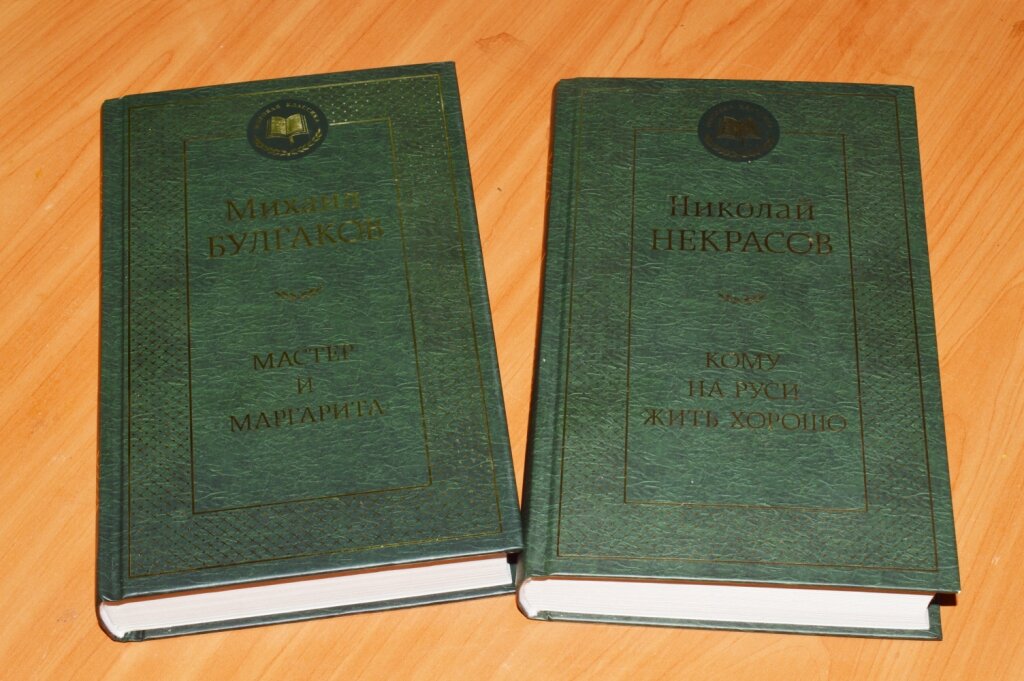 Михаил
БУЛГАКОВ
МАСТЕР
И
МАРГАРИТА
Николай
НЕКРАСОВ
КОМУ
НА РУСИ
ЖИТЬ ХОРОШО